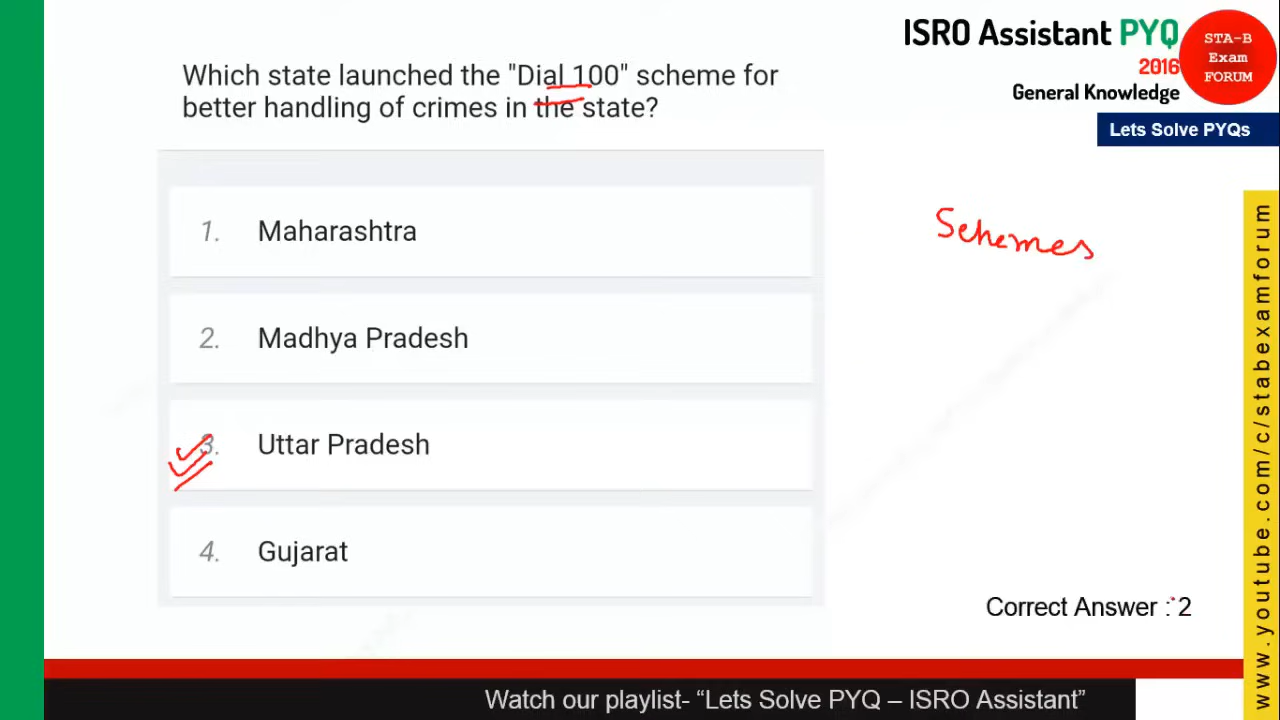 ISRO Assistant PYQ
2016
General Knowledge
STA-B
Exam
FORUM
Lets Solve PYQs
Which state launched the "Dial 100" scheme for
better handling of crimes in the state?
1. Maharashtra
2. Madhya Pradesh
3. Uttar Pradesh
4. Gujarat
Schemes
Correct Answer : 2
www.youtube.com/c/stabexamforum
Watch our playlist- “Lets Solve PYQ – ISRO Assistant”